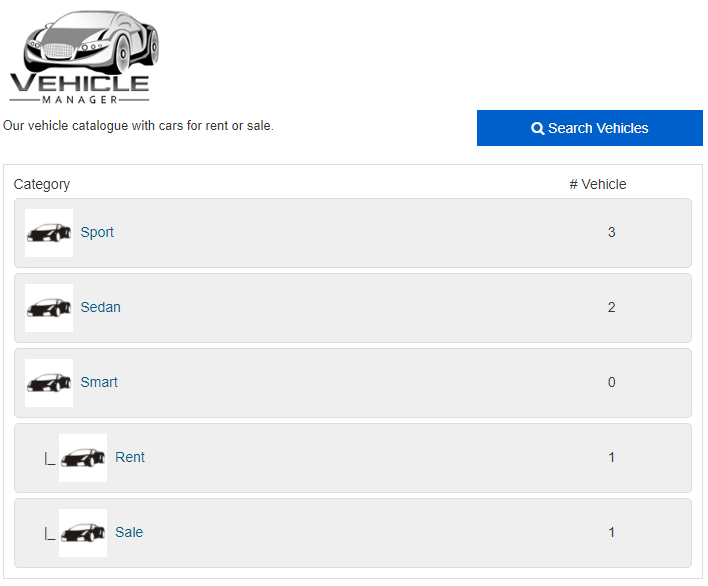 VEHICLE
MANAGER
Our vehicle catalogue with cars for rent or sale.
Search Vehicles
Category # Vehicle
Sport 3
Sedan 2
Smart 0
|_ Rent 1
|_ Sale 1